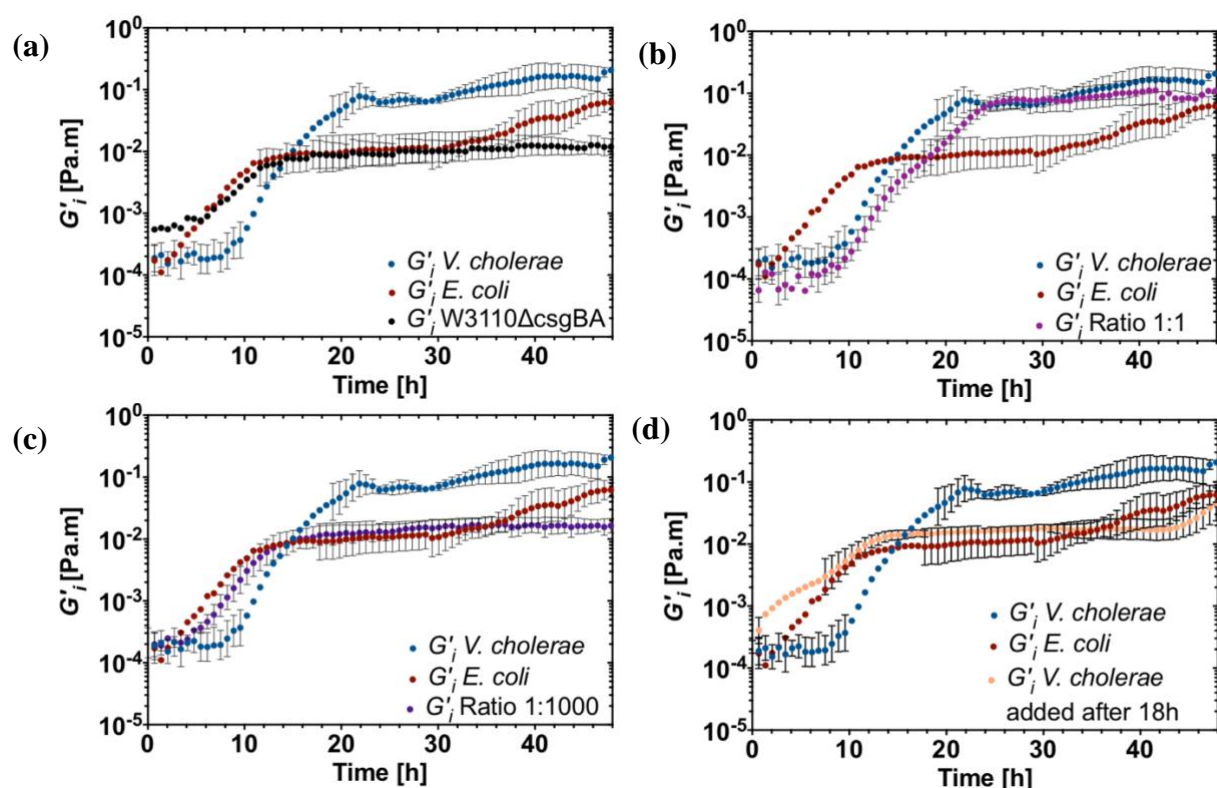 (a)
10⁰
10⁻¹
10⁻²
10⁻³
10⁻⁴
10⁻⁵
G'ᵢ [Pa.m]
G'ᵢ V. cholerae
G'ᵢ E. coli
G'ᵢ W3110ΔcsgBA
0 10 20 30 40
Time [h]
(b)
10⁰
10⁻¹
10⁻²
10⁻³
10⁻⁴
10⁻⁵
G'ᵢ [Pa.m]
G'ᵢ V. cholerae
G'ᵢ E. coli
G'ᵢ Ratio 1:1
0 10 20 30 40
Time [h]
(c)
10⁰
10⁻¹
10⁻²
10⁻³
10⁻⁴
10⁻⁵
G'ᵢ [Pa.m]
G'ᵢ V. cholerae
G'ᵢ E. coli
G'ᵢ Ratio 1:1000
0 10 20 30 40
Time [h]
(d)
10⁰
10⁻¹
10⁻²
10⁻³
10⁻⁴
10⁻⁵
G'ᵢ [Pa.m]
G'ᵢ V. cholerae
G'ᵢ E. coli
G'ᵢ V. cholerae
added after 18h
0 10 20 30 40
Time [h]